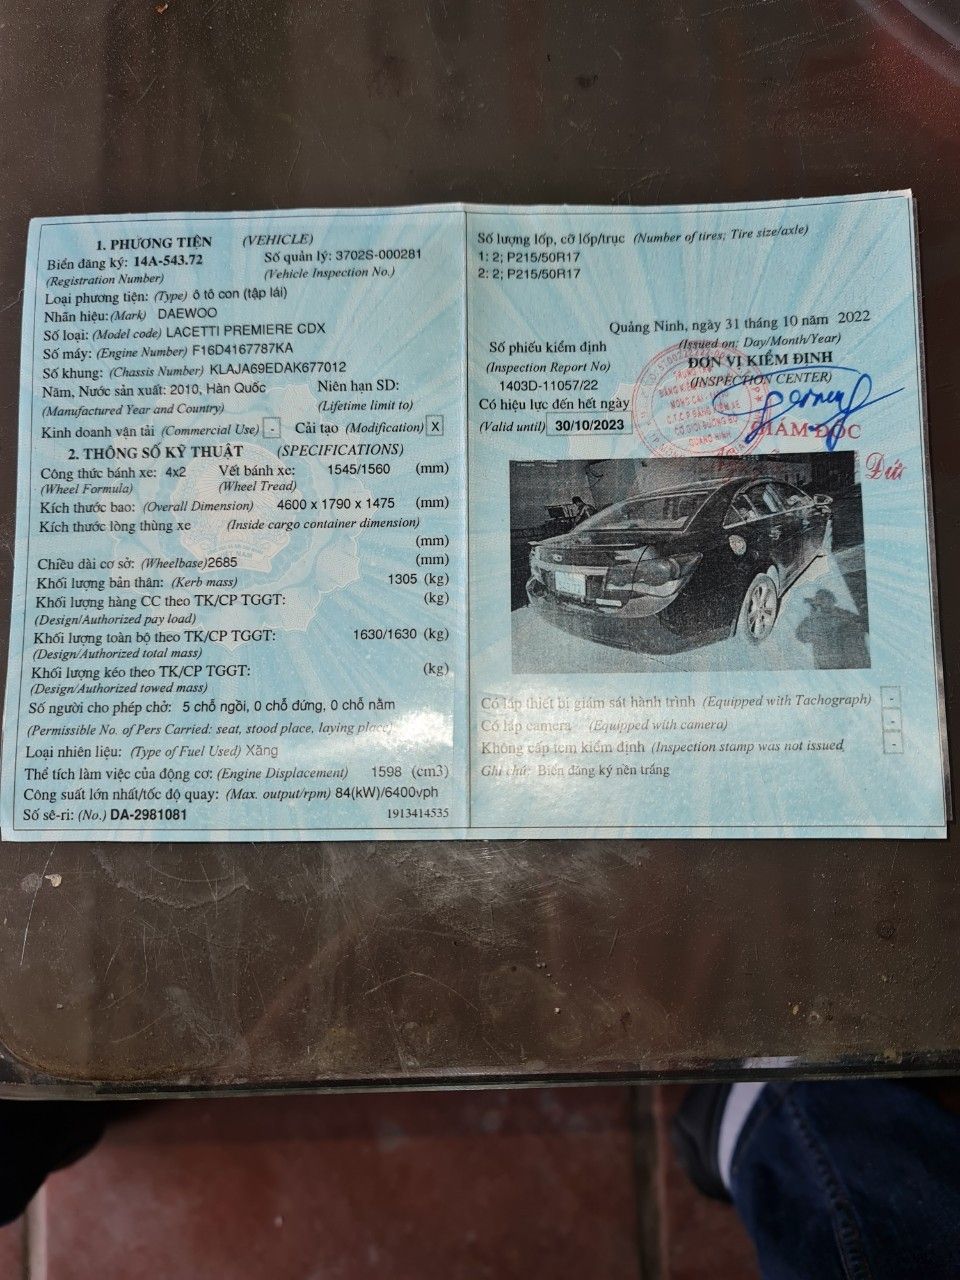 1. PHƯƠNG TIỆN (VEHICLE)
Biển đăng ký: 14A-543.72 Số quản lý: 3702S-000281
(Registration Number) (Vehicle Inspection No.)
Loại phương tiện: (Type) ô tô con (tập lái)
Nhãn hiệu: (Mark) DAEWOO
Số loại: (Model code) LACETTI PREMIERE CDX
Số máy: (Engine Number) F16D4167787KA
Số khung: (Chassis Number) KLAJA69EDAK677012
Năm, Nước sản xuất: 2010, Hàn Quốc Niên hạn SD:
(Manufactured Year and Country) (Lifetime limit to)
Kinh doanh vận tải (Commercial Use) - Cải tạo (Modification) X
2. THÔNG SỐ KỸ THUẬT (SPECIFICATIONS)
Công thức bánh xe: 4x2 Vết bánh xe: 1545/1560 (mm)
(Wheel Formula) (Wheel Tread)
Kích thước bao: (Overall Dimension) 4600 x 1790 x 1475 (mm)
Kích thước lòng thùng xe (Inside cargo container dimension)
(mm)
Chiều dài cơ sở: (Wheelbase) 2685 (mm)
Khối lượng bản thân: (Kerb mass) 1305 (kg)
Khối lượng hàng CC theo TK/CP TGGT: (kg)
(Design/Authorized pay load)
Khối lượng toàn bộ theo TK/CP TGGT: 1630/1630 (kg)
(Design/Authorized total mass)
Khối lượng kéo theo TK/CP TGGT: (kg)
(Design/Authorized towed mass)
Số người cho phép chở: 5 chỗ ngồi, 0 chỗ đứng, 0 chỗ nằm
(Permissible No. of Pers Carried: seat, stood place, laying place)
Loại nhiên liệu: (Type of Fuel Used) Xăng
Thể tích làm việc của động cơ: (Engine Displacement) 1598 (cm3)
Công suất lớn nhất/tốc độ quay: (Max. output/rpm) 84(kW)/6400vph
Số sê-ri: (No.) DA-2981081 1913414535
Số lượng lốp, cỡ lốp/trục (Number of tires; Tire size/axle)
1: 2; P215/50R17
2: 2; P215/50R17
Quảng Ninh, ngày 31 tháng 10 năm 2022
(Issued on: Day/Month/Year)
Số phiếu kiểm định ĐƠN VỊ KIỂM ĐỊNH
(Inspection Report No) (INSPECTION CENTER)
1403D-11057/22
Có hiệu lực đến hết ngày
(Valid until) 30/10/2023
GIÁM ĐỐC
Có lắp thiết bị giám sát hành trình (Equipped with Tachograph) -
Có lắp camera (Equipped with camera) -
Không cấp tem kiểm định (Inspection stamp was not issued -
Ghi chú: Biển đăng ký nền trắng